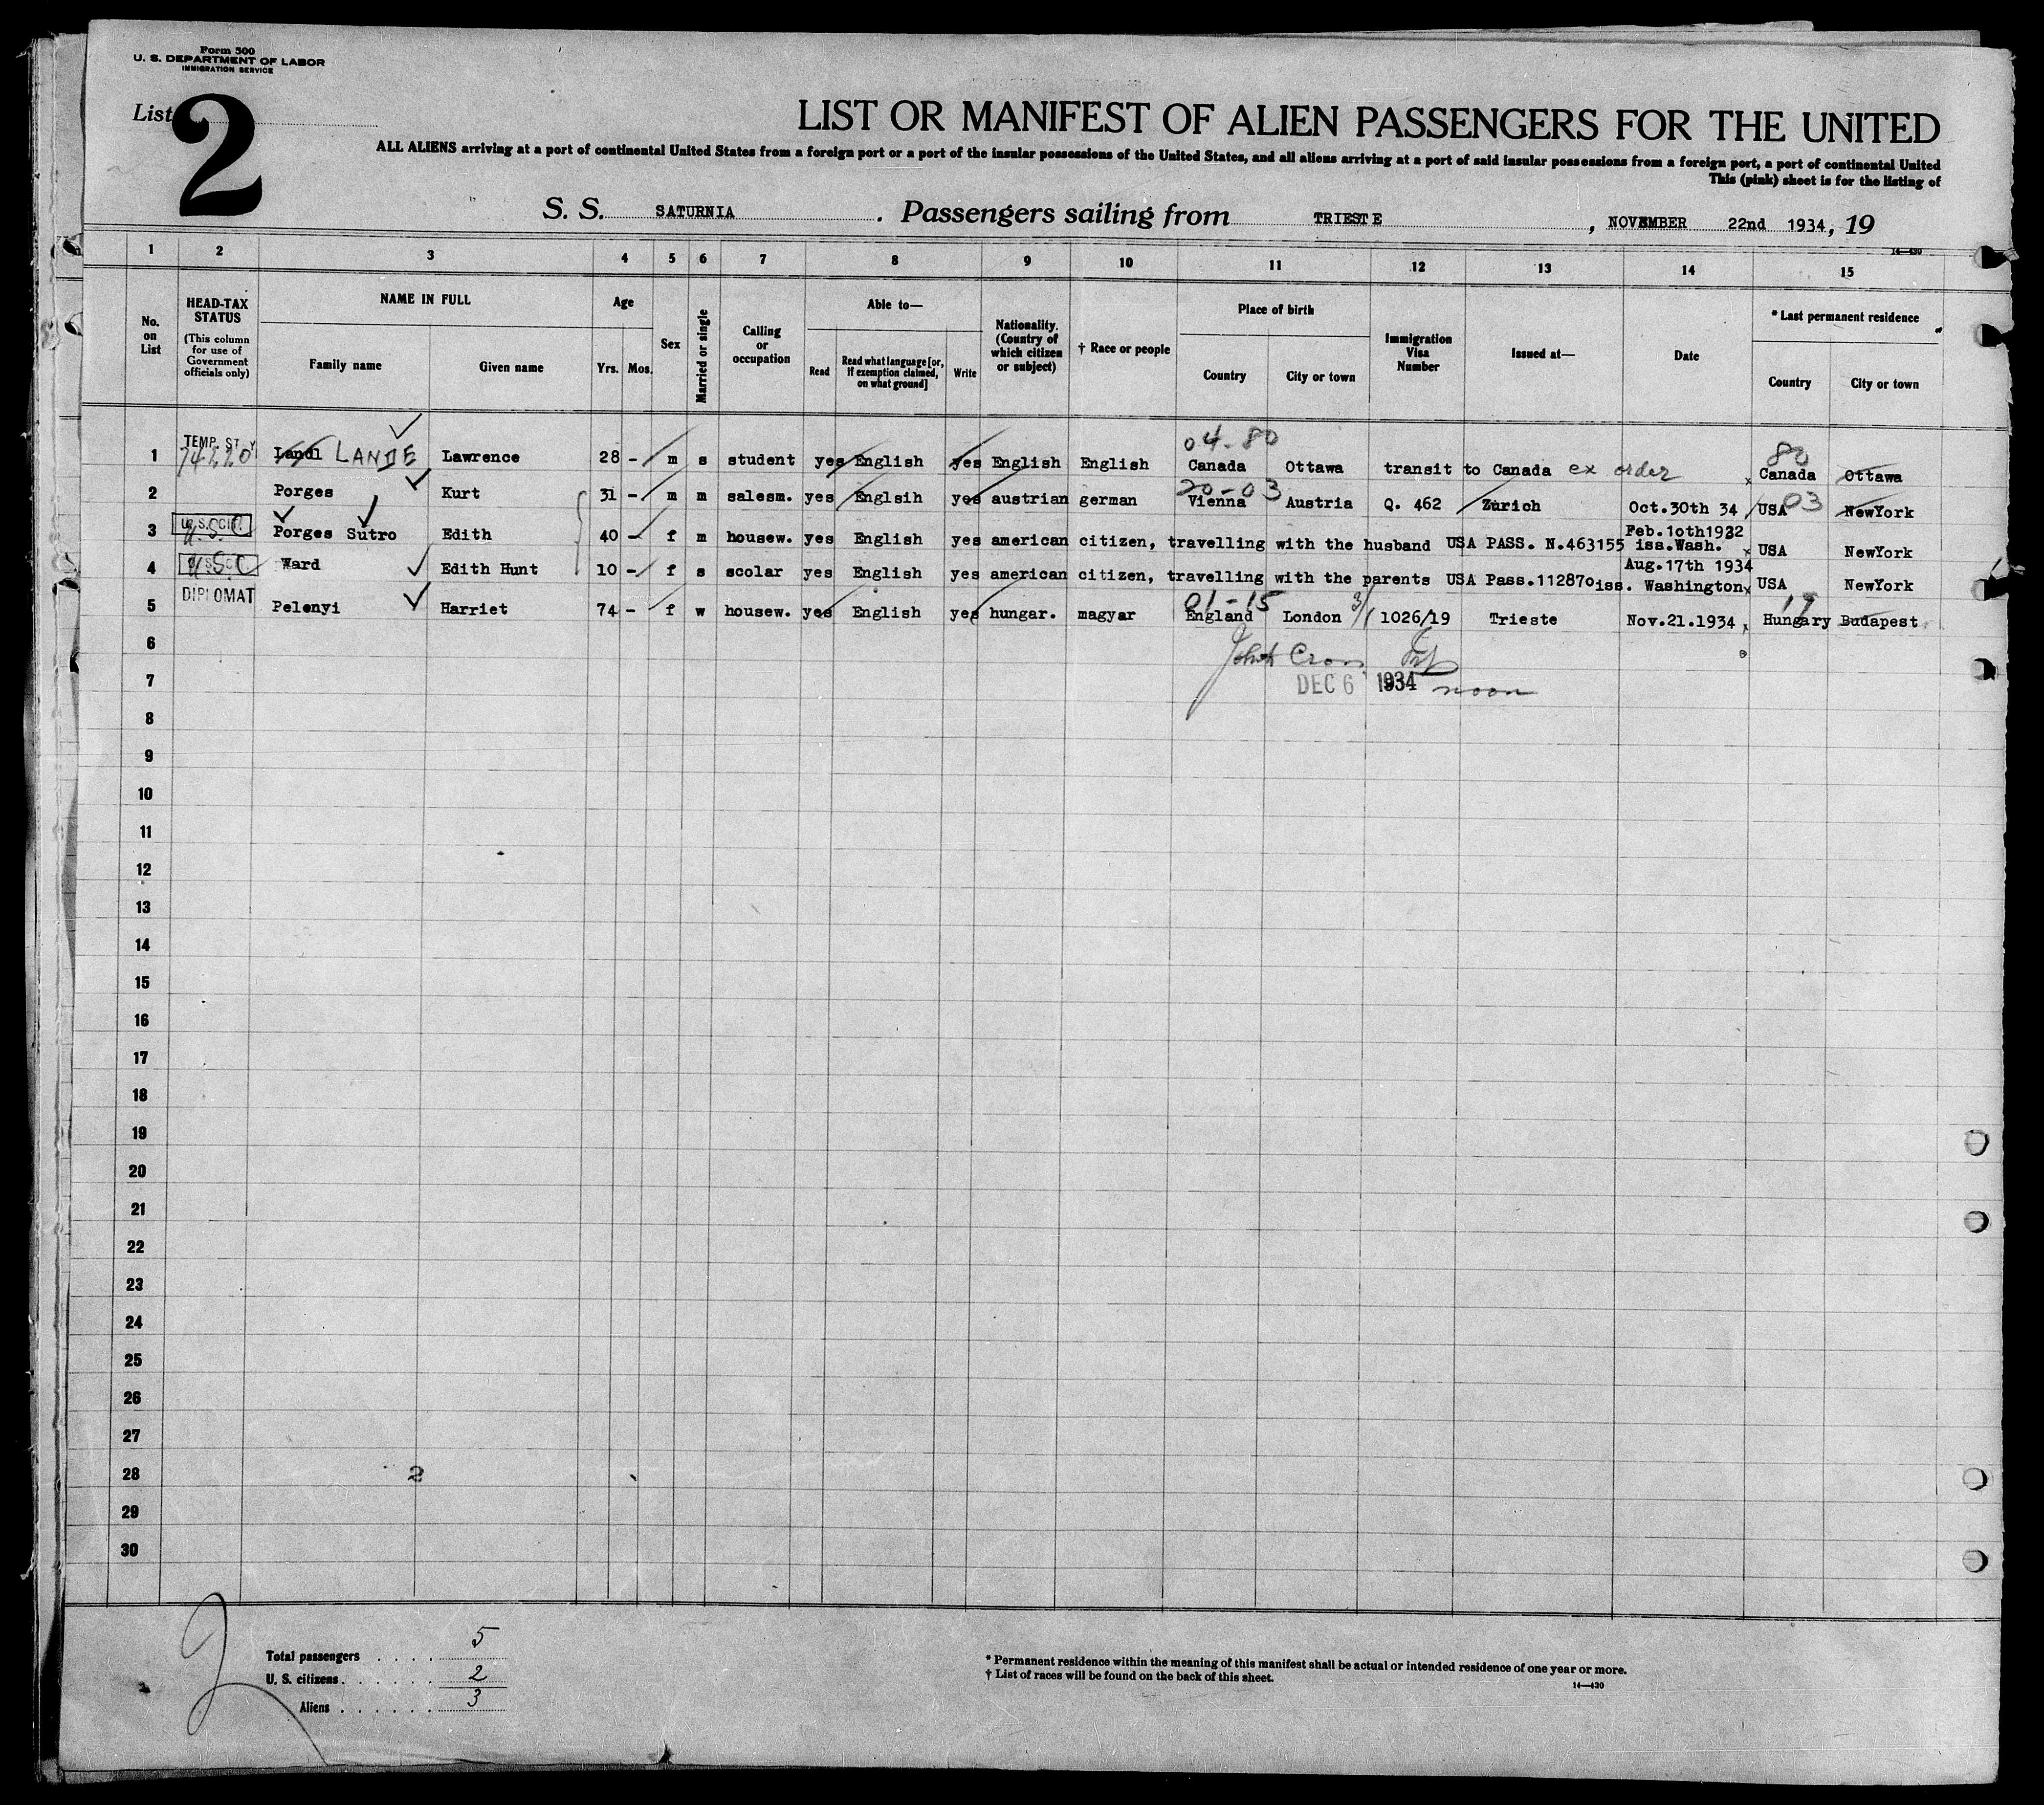 Form 500
U. S. DEPARTMENT OF LABOR
IMMIGRATION SERVICE
List 2
LIST OR MANIFEST OF ALIEN PASSENGERS FOR THE UNITED
ALL ALIENS arriving at a port of continental United States from a foreign port or a port of the insular possessions of the United States, and all aliens arriving at a port of said insular possessions from a foreign port, a port of continental United
This (pink) sheet is for the listing of
S. S. SATURNIA. Passengers sailing from TRIESTE, NOVEMBER 22nd 1934, 19
14—430
1 2 3 4 5 6 7 8 9 10 11 12 13 14 15
No. on List
HEAD-TAX STATUS
(This column for use of Government officials only)
NAME IN FULL
Family name
Given name
Age
Yrs. Mos.
Sex
Married or single
Calling or occupation
Able to—
Read
Read what language [or, if exemption claimed, on what ground]
Write
Nationality. (Country of which citizen or subject)
† Race or people
Place of birth
Country
City or town
Immigration Visa Number
Issued at—
Date
* Last permanent residence
Country
City or town
TEMP. ST Y 04-80 80
1 Landl LANDE Lawrence 28 - m s student yes English yes English English Canada Ottawa transit to Canada ex order Canada Ottawa
20-03 03
2 Porges Kurt 31 - m m salesm. yes Englsih yes austrian german Vienna Austria Q. 462 Zurich Oct.30th 34 USA NewYork
U.S.CIT. Feb.10th1932
3 U.S.C Porges Sutro Edith 40 - f m housew. yes English yes american citizen, travelling with the husband USA PASS. N.463155 iss.Wash. USA NewYork
Aug.17th 1934
4 U.S.C Ward Edith Hunt 10 - f s scolar yes English yes american citizen, travelling with the parents USA Pass.112870iss. Washington USA NewYork
DIPLOMAT 01-15 17
5 Pelenyi Harriet 74 - f w housew. yes English yes hungar. magyar England London 3/ 1026/19 Trieste Nov.21.1934 Hungary Budapest
6
DEC 6 1934 noon
7
8
9
10
11
12
13
14
15
16
17
18
19
20
21
22
23
24
25
26
27
28 2
29
30
2
Total passengers . . . . 5
U. S. citizens . . . . . . 2
Aliens . . . . . . 3
* Permanent residence within the meaning of this manifest shall be actual or intended residence of one year or more.
† List of races will be found on the back of this sheet.
14—430